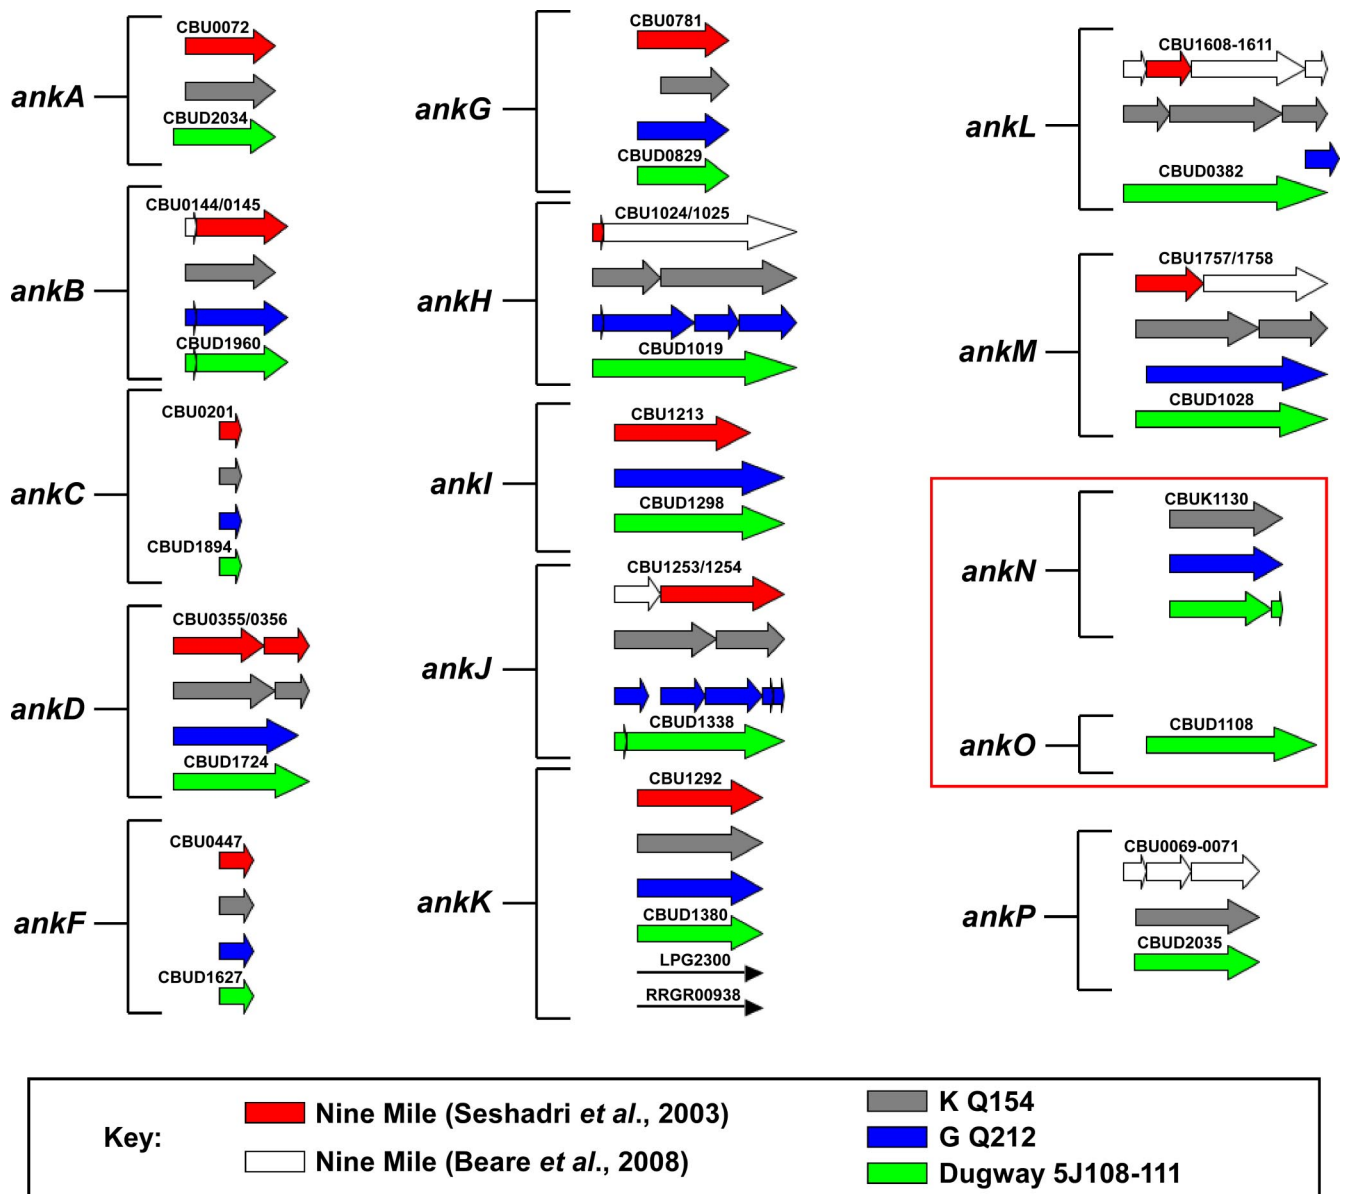 ankA
CBU0072
CBUD2034
ankB
CBU0144/0145
CBUD1960
ankC
CBU0201
CBUD1894
ankD
CBU0355/0356
CBUD1724
ankF
CBU0447
CBUD1627
ankG
CBU0781
CBUD0829
ankH
CBU1024/1025
CBUD1019
ankI
CBU1213
CBUD1298
ankJ
CBU1253/1254
CBUD1338
ankK
CBU1292
CBUD1380
LPG2300
RRGR00938
ankL
CBU1608-1611
CBUD0382
ankM
CBU1757/1758
CBUD1028
ankN
CBUK1130
ankO
CBUD1108
ankP
CBU0069-0071
CBUD2035
Key:
Nine Mile (Seshadri et al., 2003)
Nine Mile (Beare et al., 2008)
K Q154
G Q212
Dugway 5J108-111